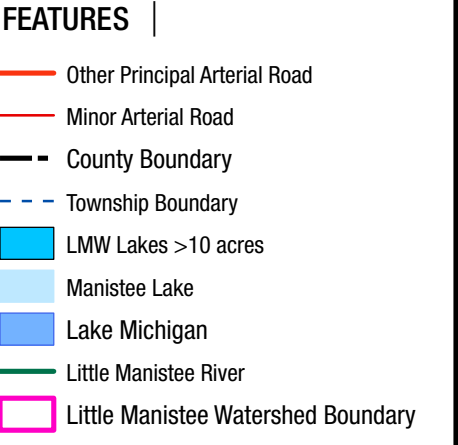 FEATURES
Other Principal Arterial Road
Minor Arterial Road
County Boundary
Township Boundary
LMW Lakes >10 acres
Manistee Lake
Lake Michigan
Little Manistee River
Little Manistee Watershed Boundary